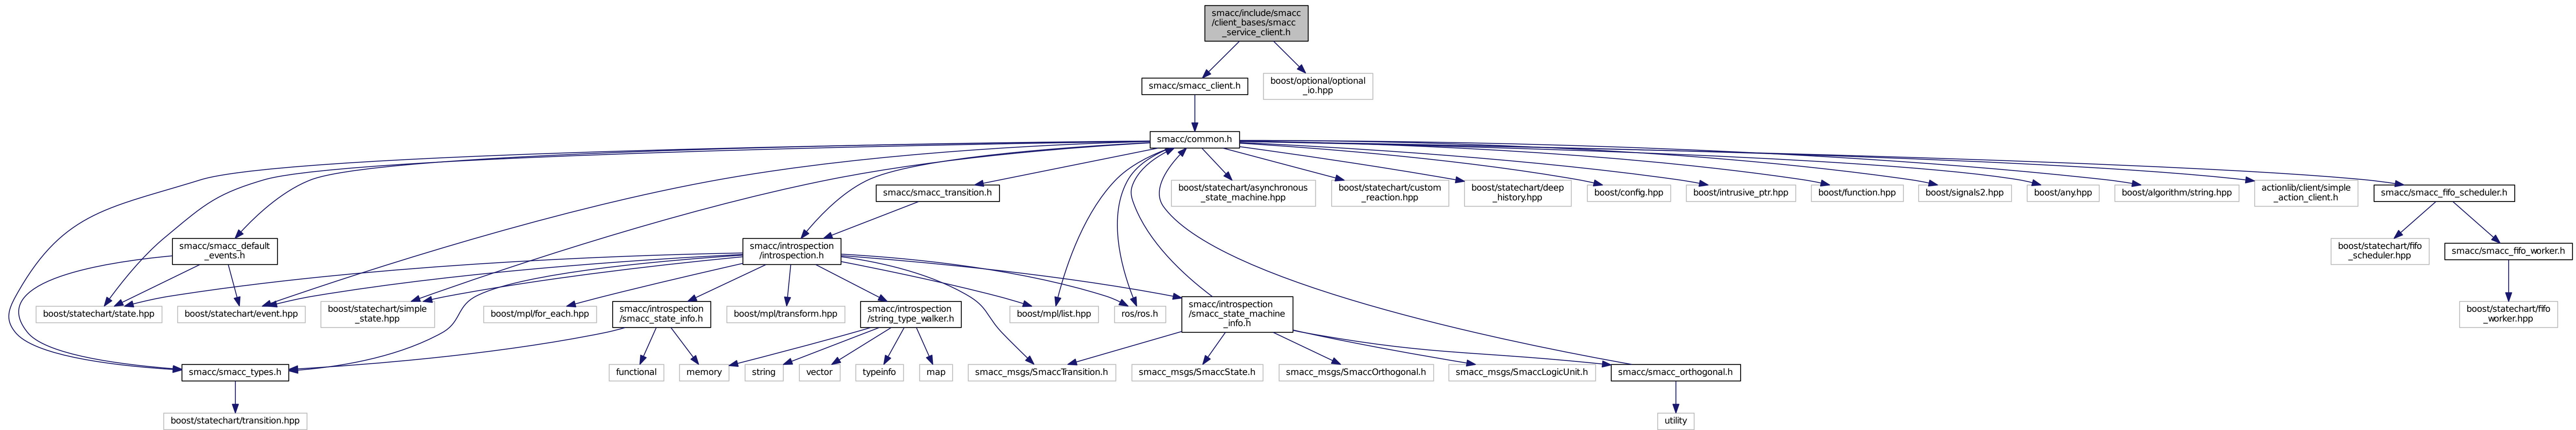 smacc/include/smacc
/client_bases/smacc
_service_client.h
smacc/smacc_client.h
boost/optional/optional
_io.hpp
smacc/common.h
smacc/smacc_transition.h
boost/statechart/asynchronous
_state_machine.hpp
boost/statechart/custom
_reaction.hpp
boost/statechart/deep
_history.hpp
boost/config.hpp
boost/intrusive_ptr.hpp
boost/function.hpp
boost/signals2.hpp
boost/any.hpp
boost/algorithm/string.hpp
actionlib/client/simple
_action_client.h
smacc/smacc_fifo_scheduler.h
smacc/smacc_default
_events.h
smacc/introspection
/introspection.h
boost/statechart/fifo
_scheduler.hpp
smacc/smacc_fifo_worker.h
boost/statechart/state.hpp
boost/statechart/event.hpp
boost/statechart/simple
_state.hpp
boost/mpl/for_each.hpp
smacc/introspection
/smacc_state_info.h
boost/mpl/transform.hpp
smacc/introspection
/string_type_walker.h
boost/mpl/list.hpp
ros/ros.h
smacc/introspection
/smacc_state_machine
_info.h
boost/statechart/fifo
_worker.hpp
smacc/smacc_types.h
functional
memory
string
vector
typeinfo
map
smacc_msgs/SmaccTransition.h
smacc_msgs/SmaccState.h
smacc_msgs/SmaccOrthogonal.h
smacc_msgs/SmaccLogicUnit.h
smacc/smacc_orthogonal.h
boost/statechart/transition.hpp
utility